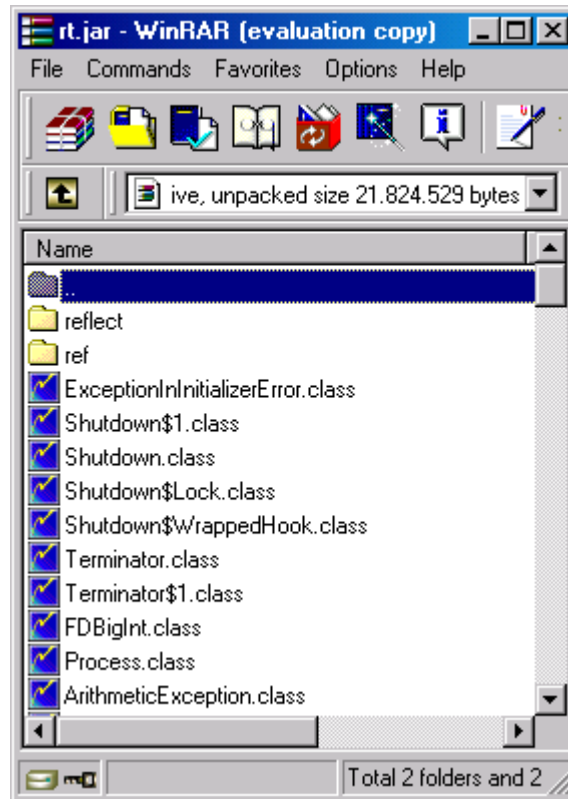 rt.jar - WinRAR (evaluation copy)
File Commands Favorites Options Help
ive, unpacked size 21.824.529 bytes
Name
..
reflect
ref
ExceptionInInitializerError.class
Shutdown$1.class
Shutdown.class
Shutdown$Lock.class
Shutdown$WrappedHook.class
Terminator.class
Terminator$1.class
FDBigInt.class
Process.class
ArithmeticException.class
Total 2 folders and 2